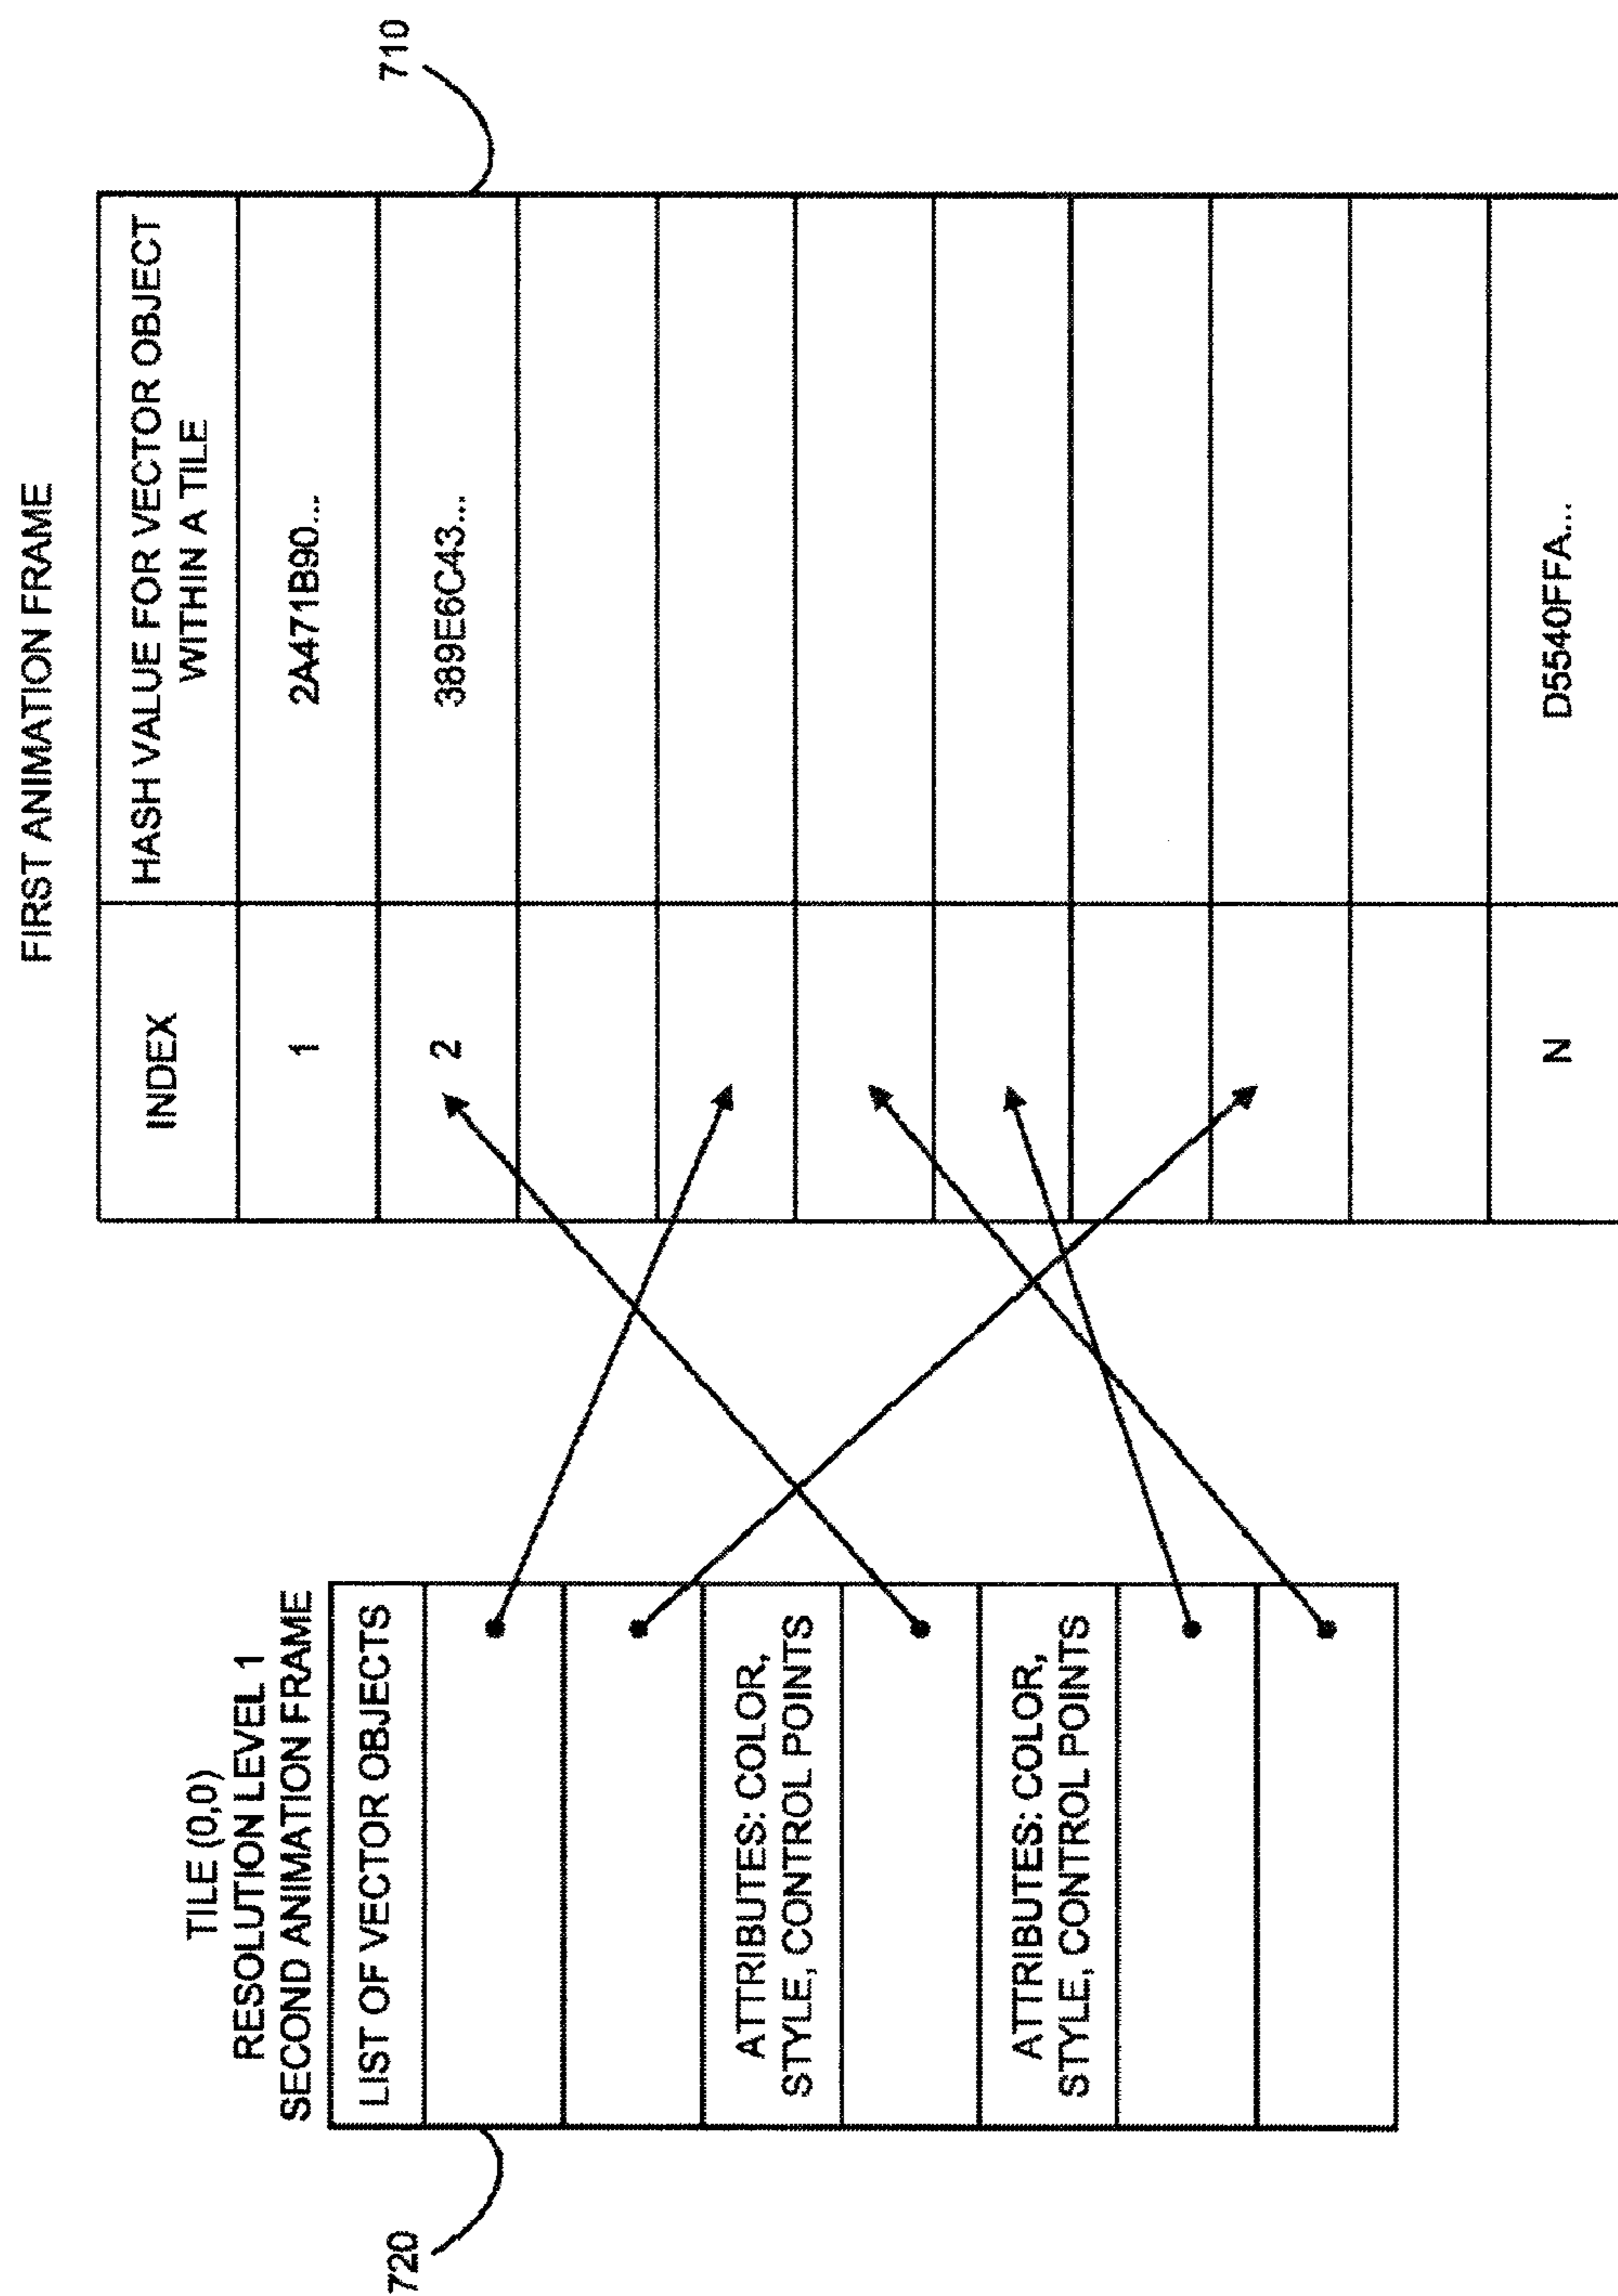 TILE (0,0)
RESOLUTION LEVEL 1
SECOND ANIMATION FRAME
720
LIST OF VECTOR OBJECTS
ATTRIBUTES: COLOR,
STYLE, CONTROL POINTS
ATTRIBUTES: COLOR,
STYLE, CONTROL POINTS
FIRST ANIMATION FRAME
710
INDEX
HASH VALUE FOR VECTOR OBJECT
WITHIN A TILE
1
2A471B90...
2
389E6C43...
N
D5540FFA...